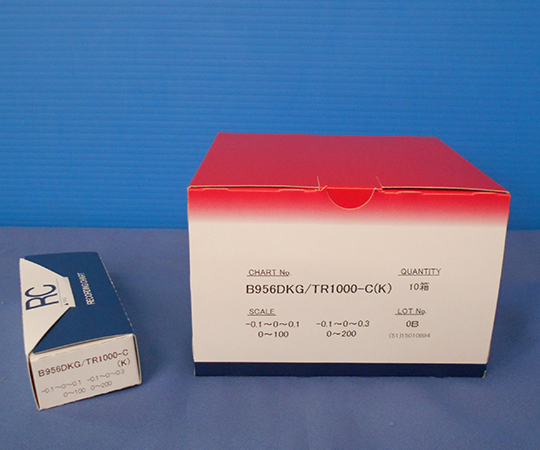 RC
RECORDING CHART
B956DKG/TR1000-C
(K)
-0.1~0~0.1 -0.1~0~0.3
0~100 0~200
CHART No. QUANTITY
B956DKG/TR1000-C(K) 10箱
SCALE LOT No.
-0.1~0~0.1 -0.1~0~0.3 0B
0~100 0~200 (51)15010894